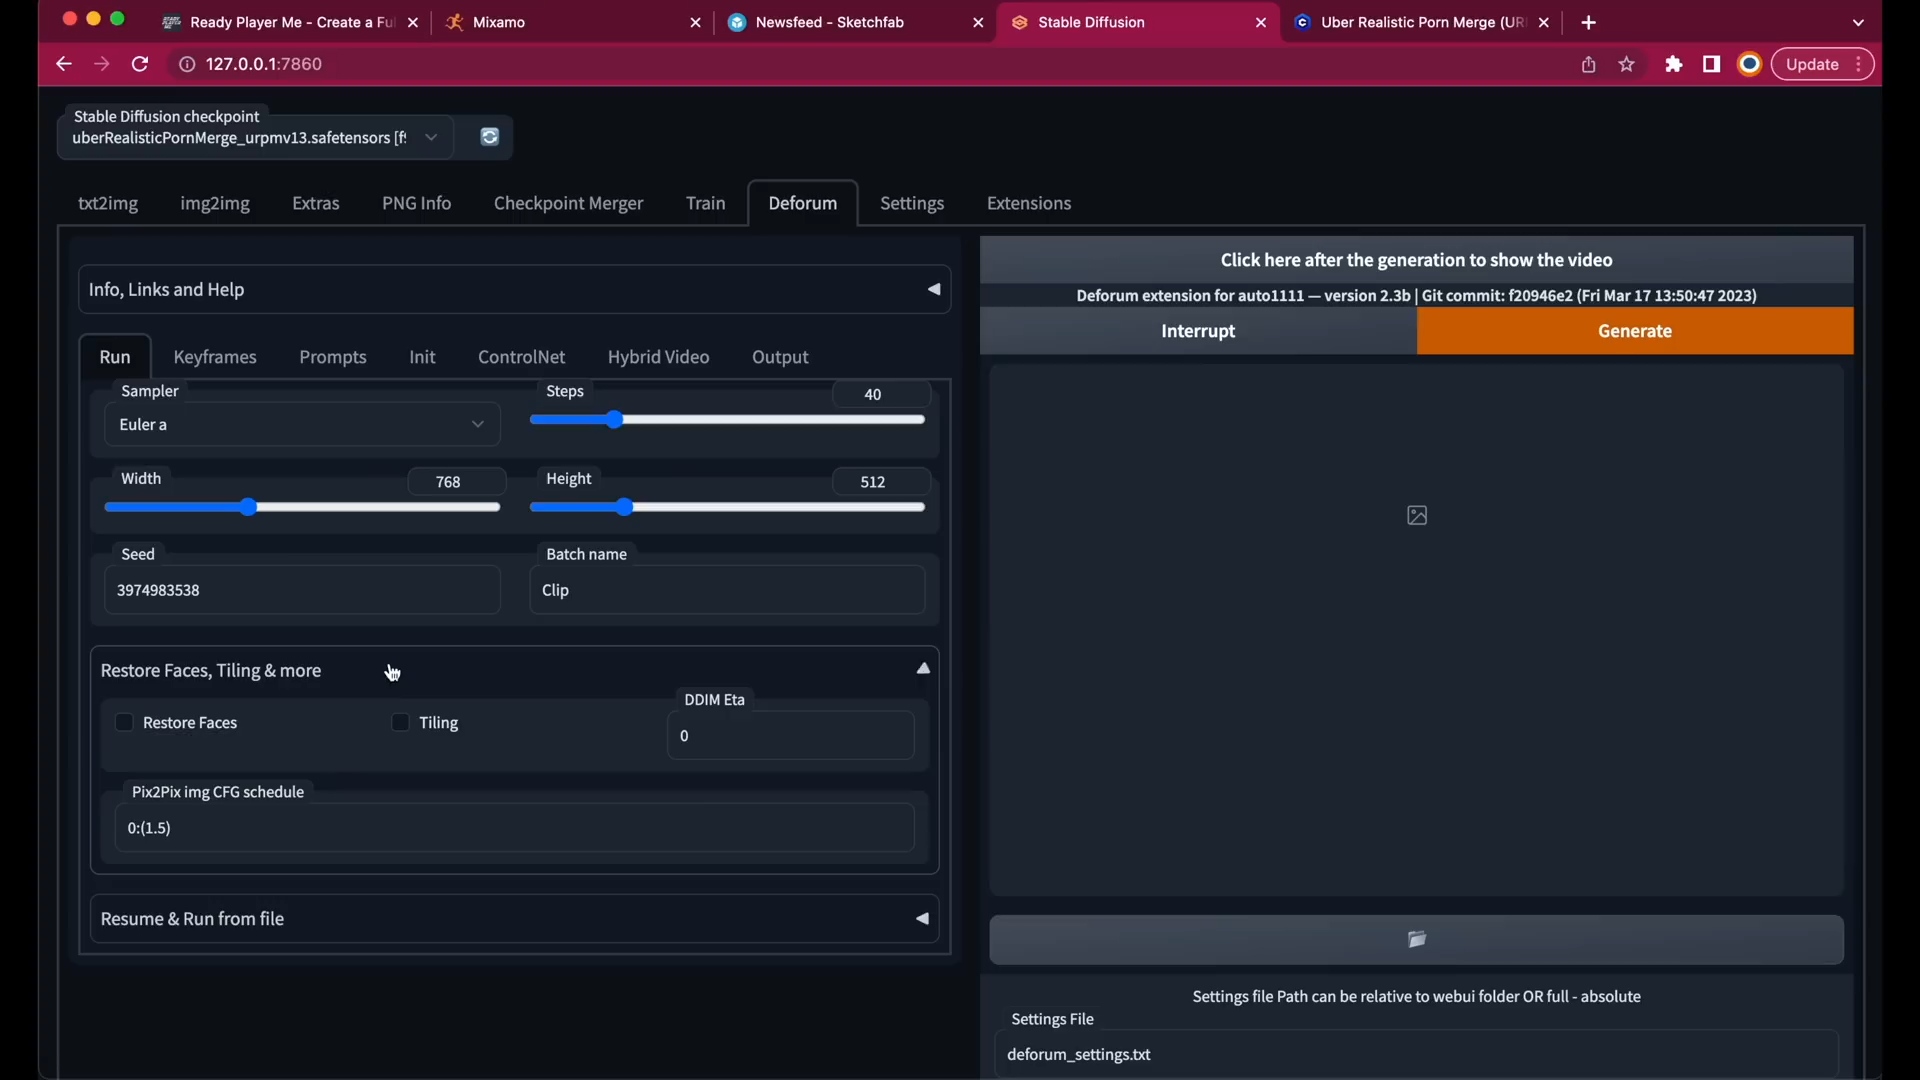 Ready Player Me - Create a Ful
Mixamo
Newsfeed - Sketchfab
Stable Diffusion
Uber Realistic Porn Merge (UR
127.0.0.1:7860
Update
Stable Diffusion checkpoint
uberRealisticPornMerge_urpmv13.safetensors [f
txt2img
img2img
Extras
PNG Info
Checkpoint Merger
Train
Deforum
Settings
Extensions
Info, Links and Help
Click here after the generation to show the video
Deforum extension for auto1111 — version 2.3b | Git commit: f20946e2 (Fri Mar 17 13:50:47 2023)
Interrupt
Generate
Run
Keyframes
Prompts
Init
ControlNet
Hybrid Video
Output
Sampler
Euler a
Steps
40
Width
768
Height
512
Seed
3974983538
Batch name
Clip
Restore Faces, Tiling & more
Restore Faces
Tiling
DDIM Eta
0
Pix2Pix img CFG schedule
0:(1.5)
Resume & Run from file
Settings file Path can be relative to webui folder OR full - absolute
Settings File
deforum_settings.txt